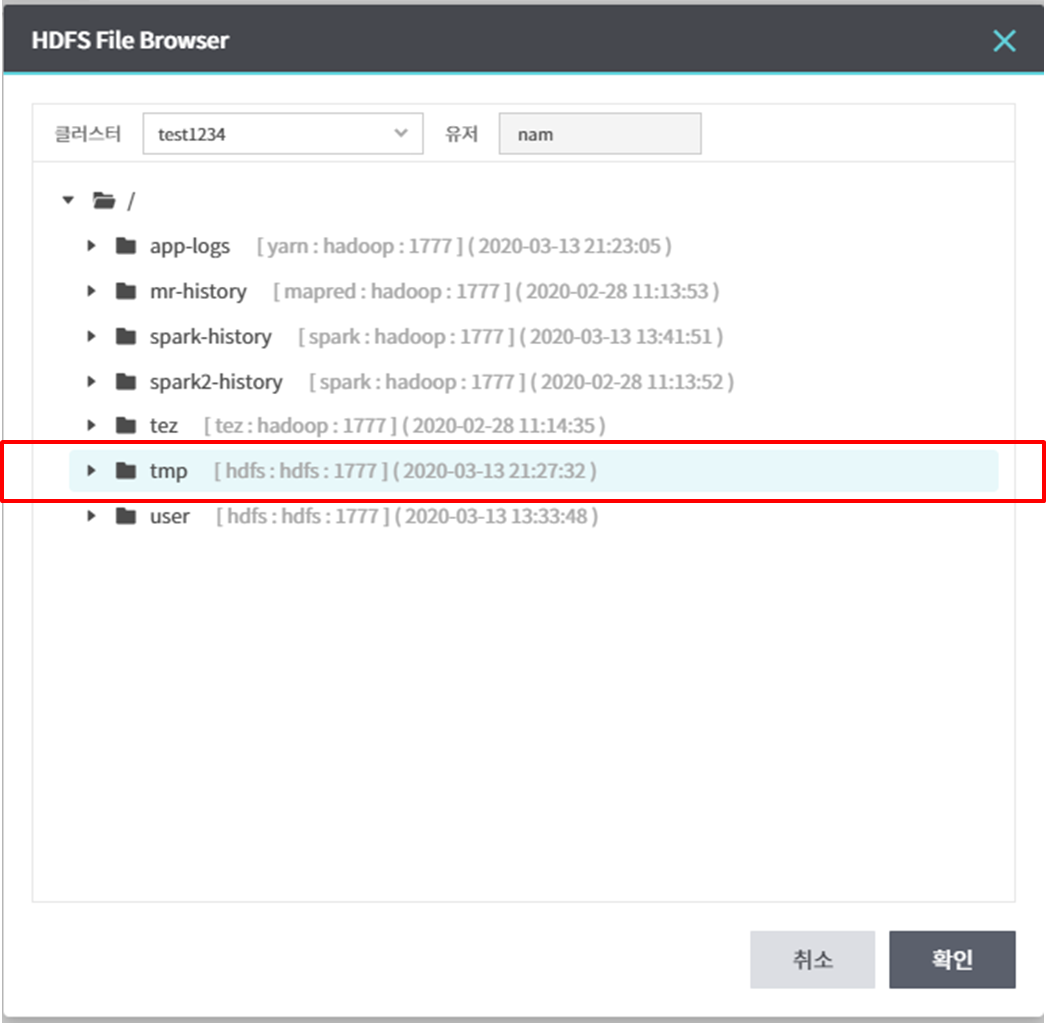 HDFS File Browser
클러스터 test1234 유저 nam
/
app-logs [ yarn : hadoop : 1777 ] ( 2020-03-13 21:23:05 )
mr-history [ mapred : hadoop : 1777 ] ( 2020-02-28 11:13:53 )
spark-history [ spark : hadoop : 1777 ] ( 2020-03-13 13:41:51 )
spark2-history [ spark : hadoop : 1777 ] ( 2020-02-28 11:13:52 )
tez [ tez : hadoop : 1777 ] ( 2020-02-28 11:14:35 )
tmp [ hdfs : hdfs : 1777 ] ( 2020-03-13 21:27:32 )
user [ hdfs : hdfs : 1777 ] ( 2020-03-13 13:33:48 )
취소 확인